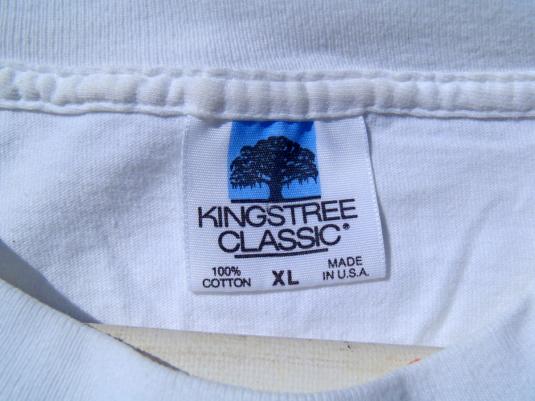 KINGSTREE
CLASSIC®
100% COTTON XL MADE IN U.S.A.